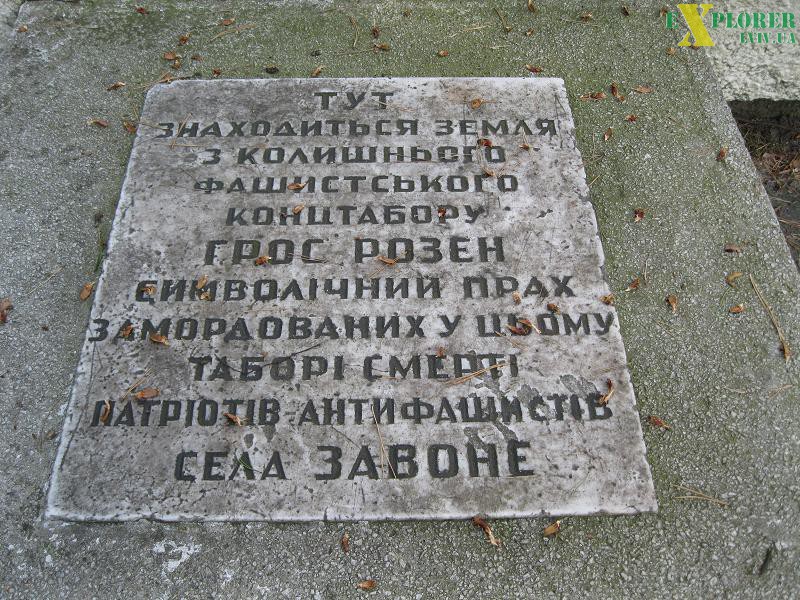 EXPLORER
LVIV.UA
ТУТ
ЗНАХОДИТЬСЯ ЗЕМЛЯ
З КОЛИШНЬОГО
ФАШИСТСЬКОГО
КОНЦТАБОРУ
ГРОС РОЗЕН
СИМВОЛІЧНИЙ ПРАХ
ЗАМОРДОВАНИХ У ЦЬОМУ
ТАБОРІ СМЕРТІ
ПАТРІОТІВ-АНТИФАШИСТІВ
СЕЛА ЗАВОНЕ